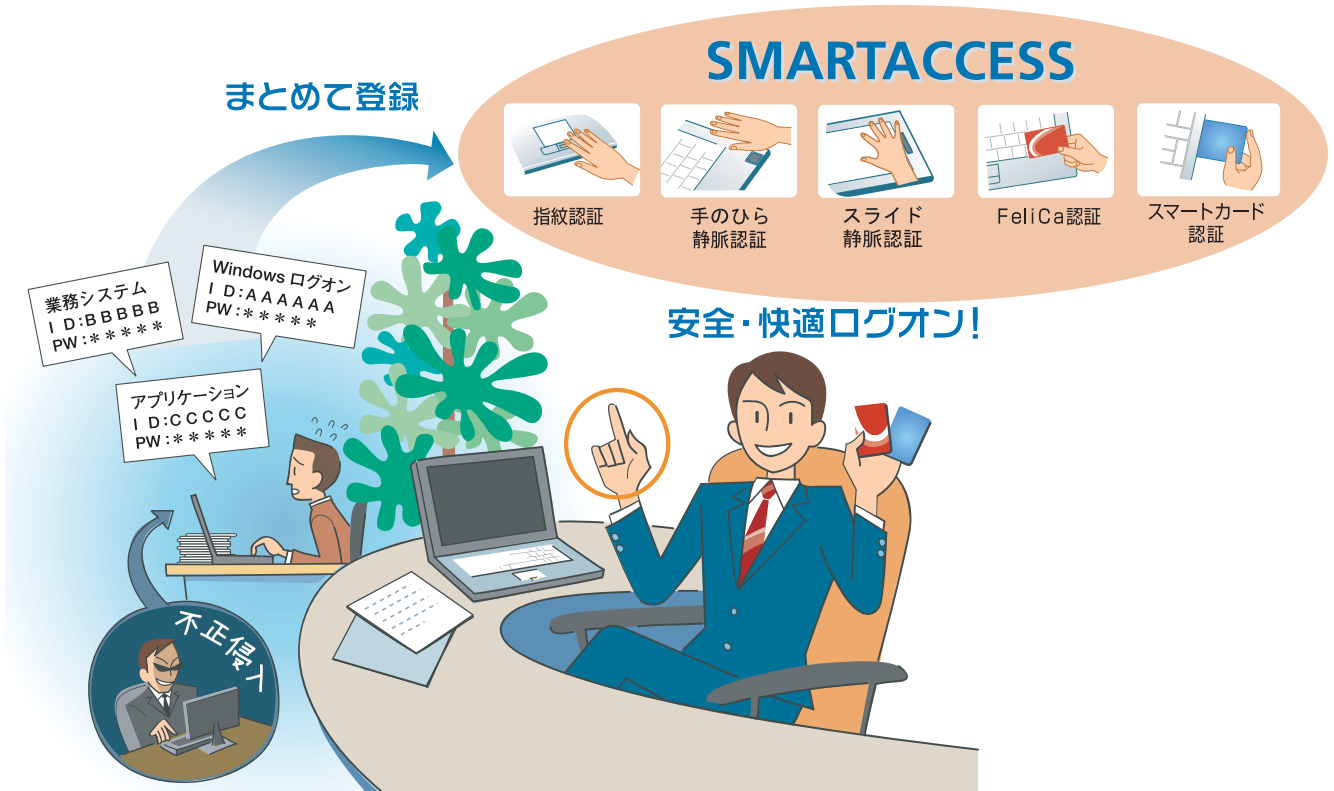 SMARTACCESS
まとめて登録
指紋認証
手のひら
静脈認証
スライド
静脈認証
FeliCa認証
スマートカード
認証
業務システム
I D:BBBBB
PW:*****
Windows ログオン
I D:AAAAAA
PW:*****
アプリケーション
I D:CCCCC
PW:*****
安全・快適ログオン!
不正侵入